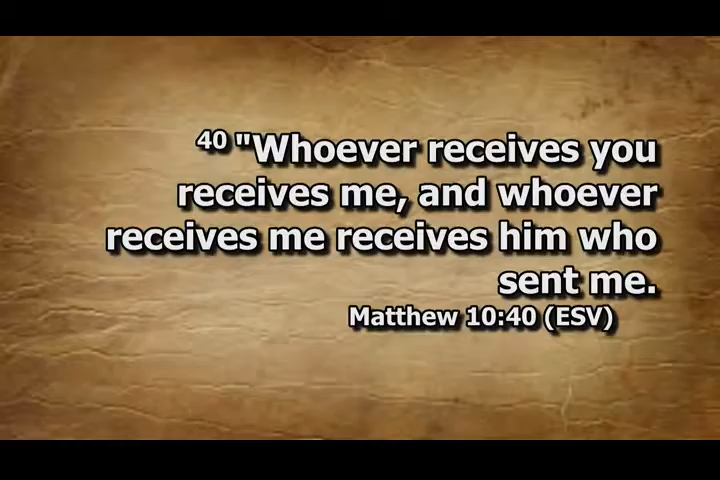 40 "Whoever receives you
receives me, and whoever
receives me receives him who
sent me.
Matthew 10:40 (ESV)